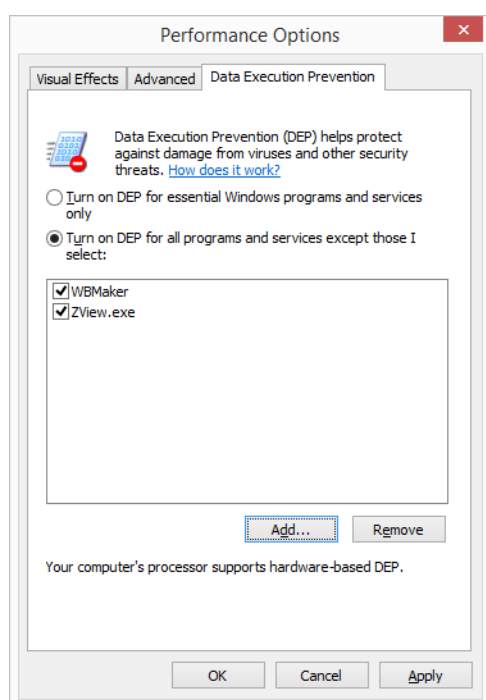 Performance Options
Visual Effects Advanced Data Execution Prevention
Data Execution Prevention (DEP) helps protect
against damage from viruses and other security
threats. How does it work?
Turn on DEP for essential Windows programs and services
only
Turn on DEP for all programs and services except those I
select:
WBMaker
ZView.exe
Add... Remove
Your computer's processor supports hardware-based DEP.
OK Cancel Apply